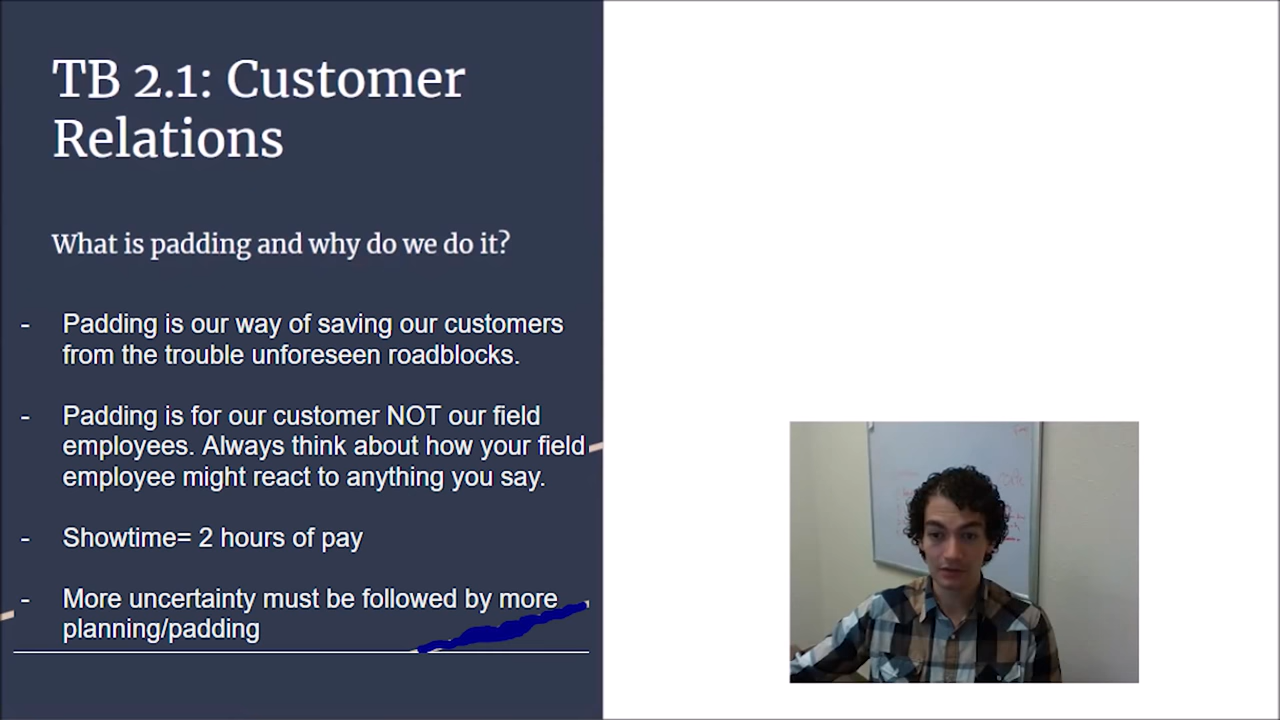 TB 2.1: Customer
Relations
What is padding and why do we do it?
- Padding is our way of saving our customers
from the trouble unforeseen roadblocks.
- Padding is for our customer NOT our field
employees. Always think about how your field
employee might react to anything you say.
- Showtime= 2 hours of pay
- More uncertainty must be followed by more
planning/padding